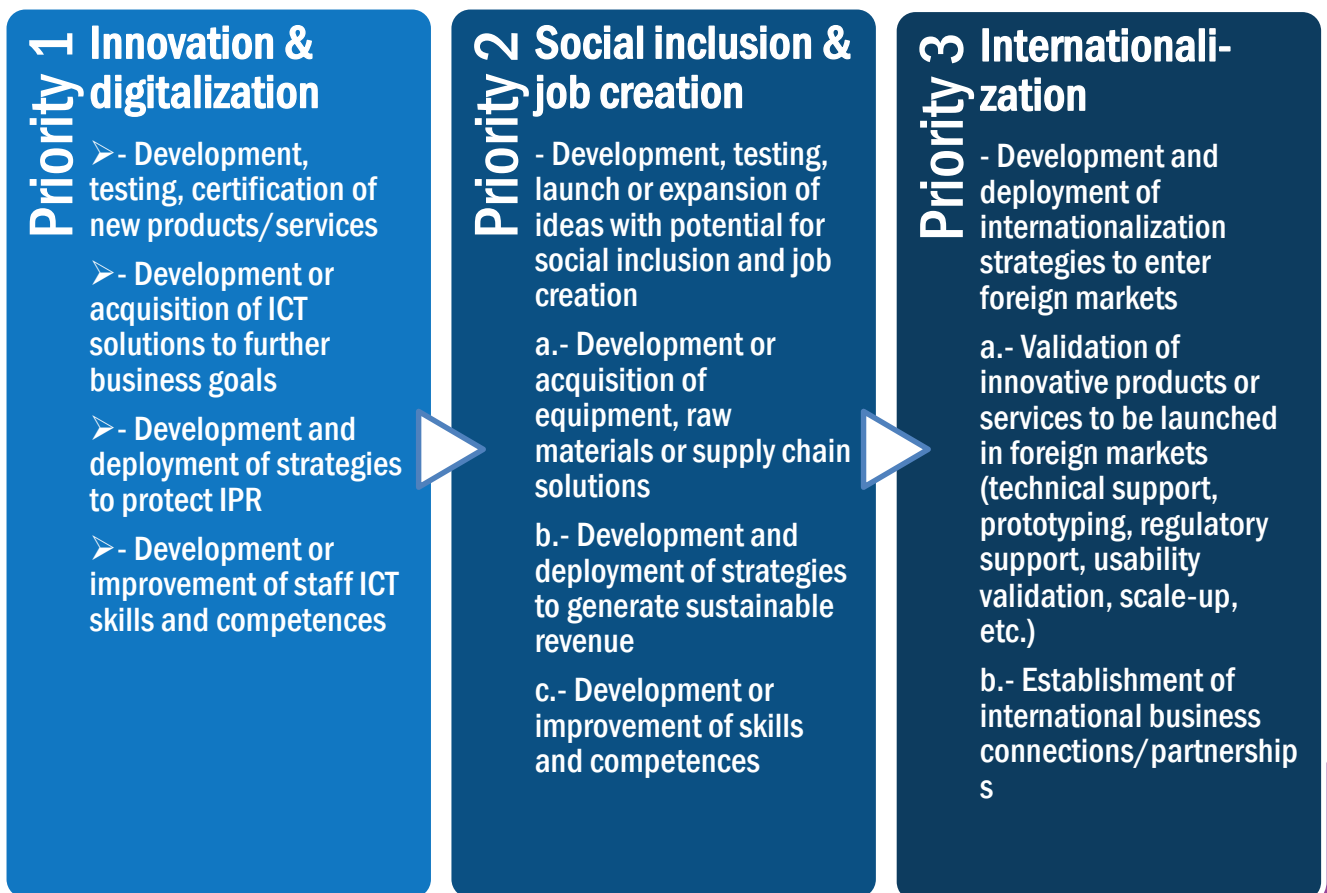 Priority 1
Innovation &
digitalization
➢- Development,
testing, certification of
new products/services
➢- Development or
acquisition of ICT
solutions to further
business goals
➢- Development and
deployment of strategies
to protect IPR
➢- Development or
improvement of staff ICT
skills and competences
Priority 2
Social inclusion &
job creation
- Development, testing,
launch or expansion of
ideas with potential for
social inclusion and job
creation
a.- Development or
acquisition of
equipment, raw
materials or supply chain
solutions
b.- Development and
deployment of strategies
to generate sustainable
revenue
c.- Development or
improvement of skills
and competences
Priority 3
Internationali-
zation
- Development and
deployment of
internationalization
strategies to enter
foreign markets
a.- Validation of
innovative products or
services to be launched
in foreign markets
(technical support,
prototyping, regulatory
support, usability
validation, scale-up,
etc.)
b.- Establishment of
international business
connections/partnership
s